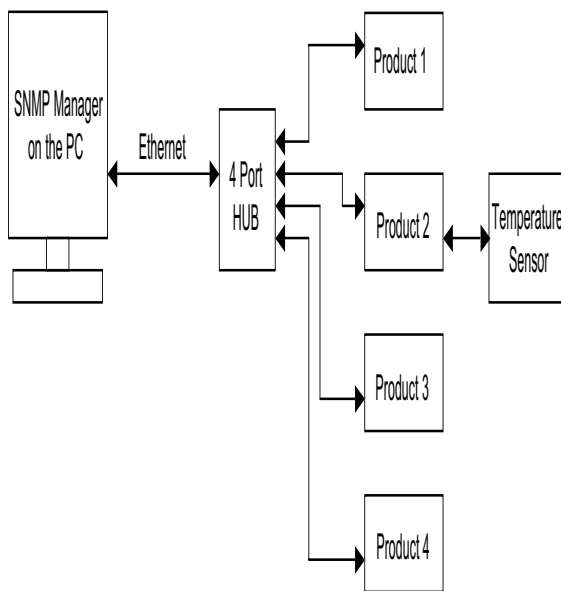 SNMP Manager
on the PC
Ethernet
4 Port
HUB
Product 1
Product 2
Temperature
Sensor
Product 3
Product 4